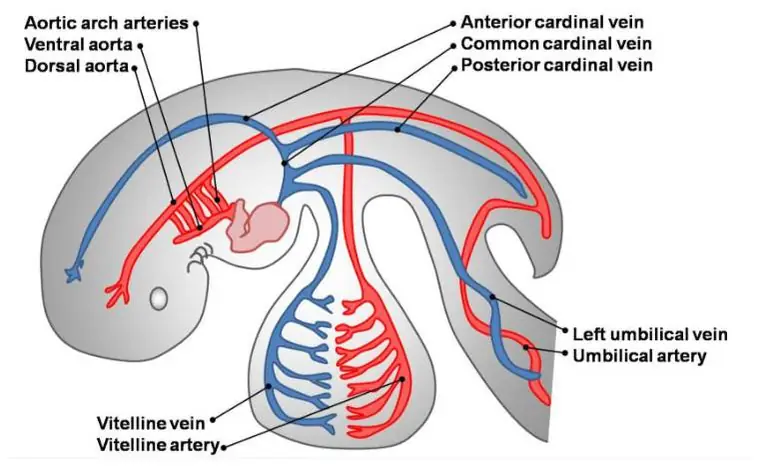 Aortic arch arteries
Ventral aorta
Dorsal aorta
Anterior cardinal vein
Common cardinal vein
Posterior cardinal vein
Left umbilical vein
Umbilical artery
Vitelline vein
Vitelline artery